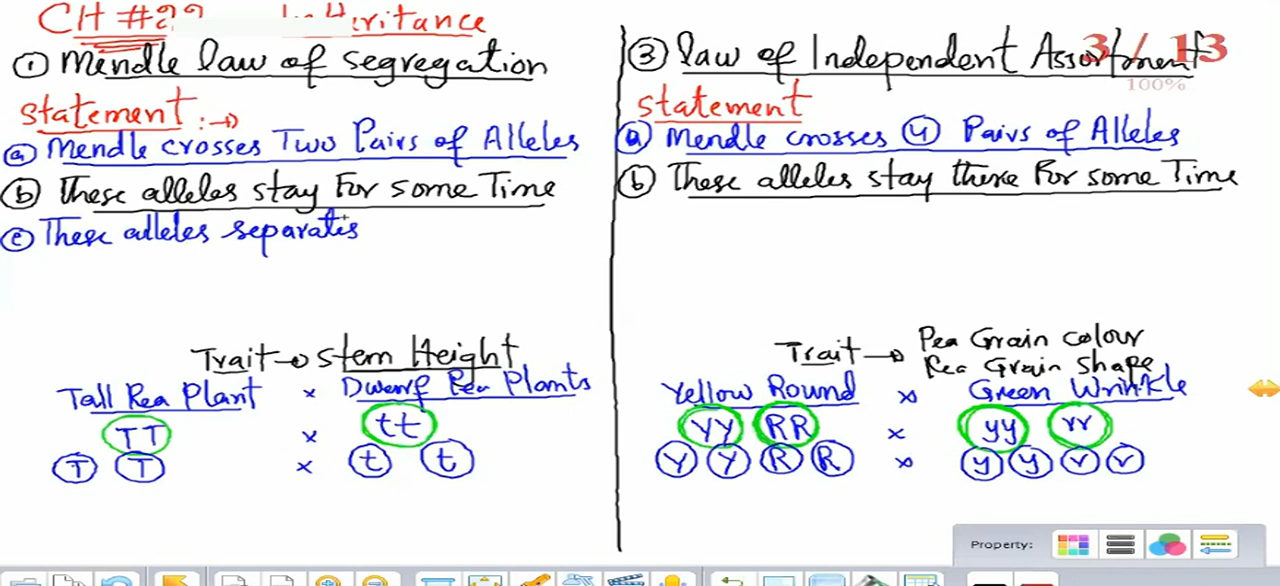 CH #22 Inheritance
① Mendle law of segregation
Statement :→
ⓐ Mendle crosses Two Pairs of Alleles
ⓑ These alleles stay For some Time
ⓒ These alleles separates
Trait → Stem Height
Tall Pea Plant × Dwarf Pea Plants
TT × tt
T T × t t
③ law of Independent Assortment
3 / 13
100%
Statement
ⓐ Mendle crosses ④ Pairs of Alleles
ⓑ These alleles stay there For some Time
Trait → Pea Grain colour
Pea Grain shape
Yellow Round × Green Wrinkle
YY RR × yy rr
Y Y R R × y y r r
Property: